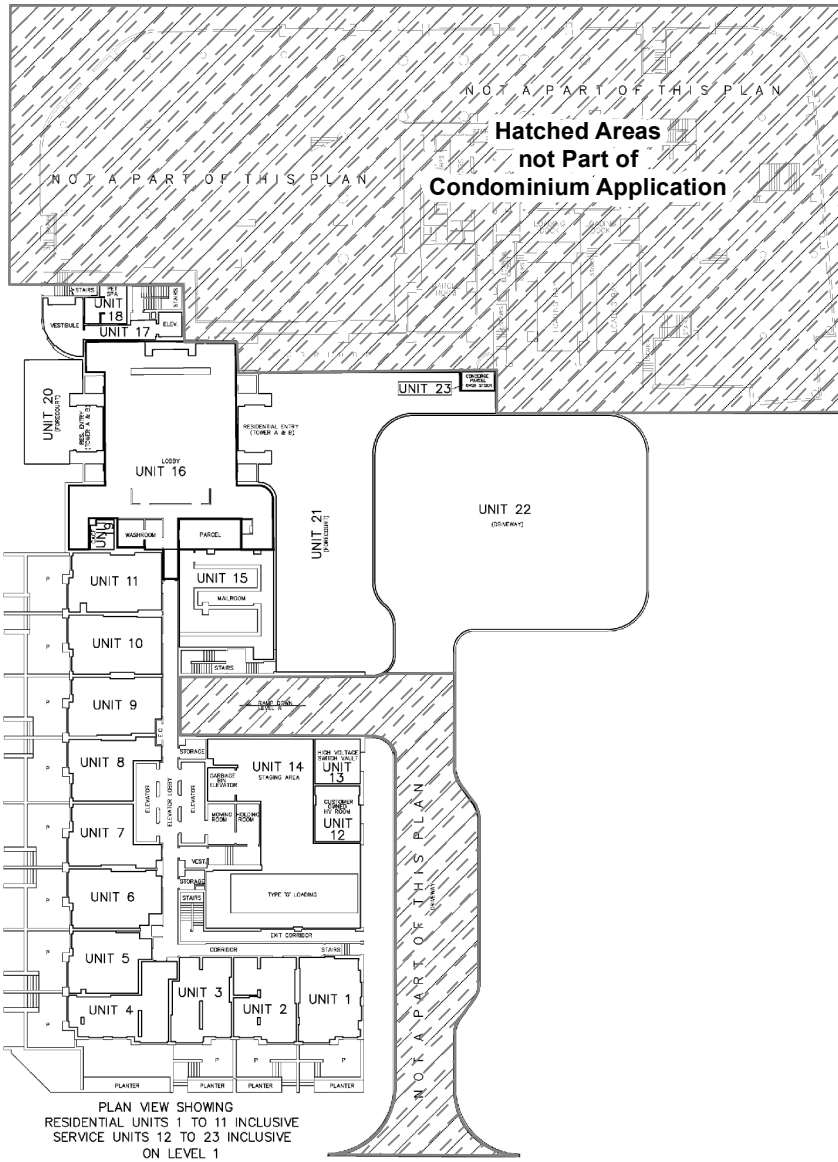 NOT A PART OF THIS PLAN
Hatched Areas
not Part of
Condominium Application
NOT A PART OF THIS PLAN
STAIRS
SPA
UNIT
18
STAIRS
VESTIBULE
UNIT 17
ELEV.
UNIT 20
(FORECOURT)
RES. ENTRY
(TOWER A & B)
UNIT 23
CONCIERGE
PARCEL
RESIDENTIAL ENTRY
(TOWER A & B)
LOBBY
UNIT 16
UNIT 21
(FORECOURT)
UNIT 22
(DRIVEWAY)
WASHROOM
PARCEL
UNIT 11
P
UNIT 15
MAILROOM
UNIT 10
P
STAIRS
UNIT 9
P
RAMP DOWN
LEVEL A
UNIT 8
P
STORAGE
UNIT 14
STAGING AREA
HIGH VOLTAGE
SWITCH VAULT
UNIT
13
GARBAGE
BIN
ELEVATOR
ELEVATOR
ELEVATOR LOBBY
ELEVATOR
MOVING
ROOM
HOLDING
ROOM
CUSTOMER
OWNED
HV ROOM
UNIT
12
UNIT 7
P
VEST.
STORAGE
UNIT 6
P
STAIRS
TYPE 'G' LOADING
EXIT CORRIDOR
CORRIDOR
STAIRS
UNIT 5
P
UNIT 4
P
UNIT 3
UNIT 2
UNIT 1
NOT A PART OF THIS PLAN
DRIVEWAY
P
P
P
PLANTER
PLANTER
PLANTER
PLANTER
PLAN VIEW SHOWING
RESIDENTIAL UNITS 1 TO 11 INCLUSIVE
SERVICE UNITS 12 TO 23 INCLUSIVE
ON LEVEL 1